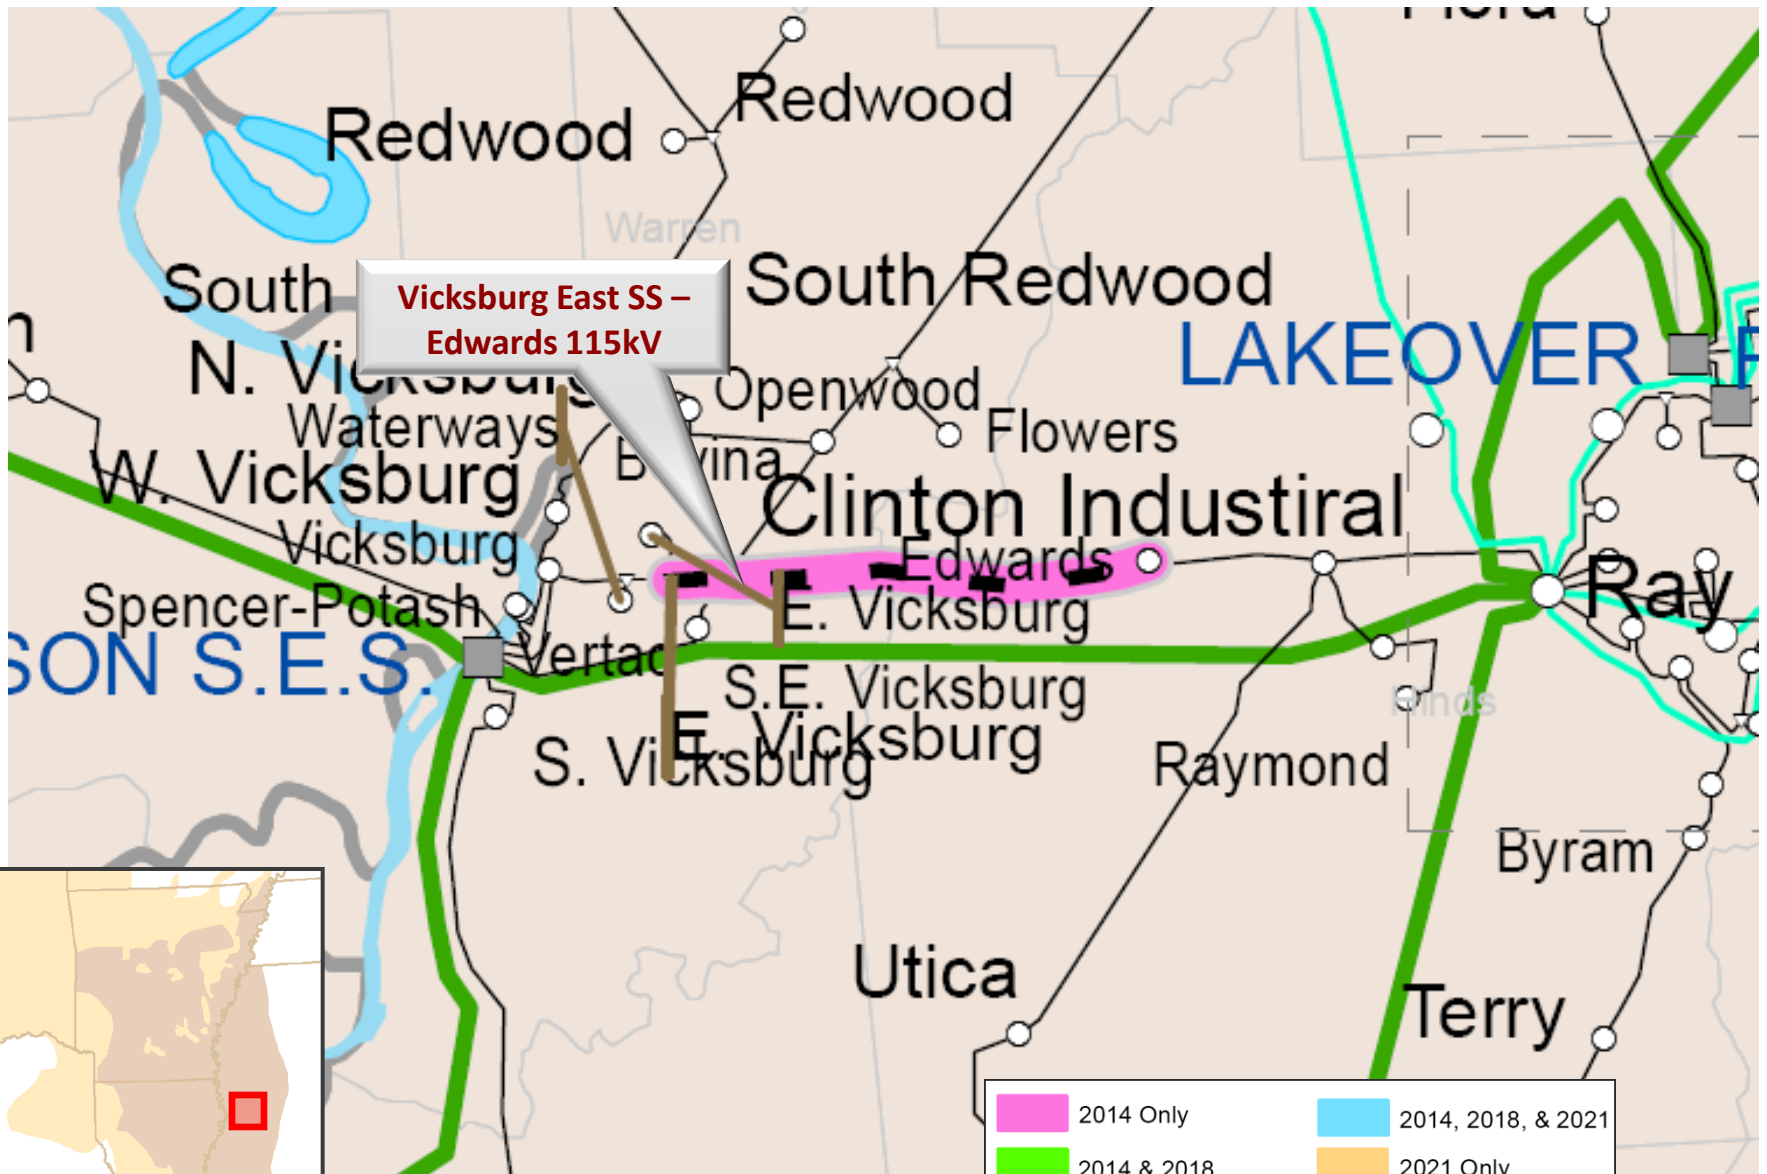 Redwood
Redwood
Warren
South
South Redwood
Vicksburg East SS –
Edwards 115kV
LAKEOVER
N. Vicksburg
Openwood
Waterways
Flowers
W. Vicksburg
Clinton Industiral
Vicksburg
Edwards
Spencer-Potash
E. Vicksburg
Ray
SON S.E.S.
S.E. Vicksburg
Hinds
E. Vicksburg
S. Vicksburg
Raymond
Byram
Utica
Terry
2014 Only
2014, 2018, & 2021
2014 & 2018
2021 Only